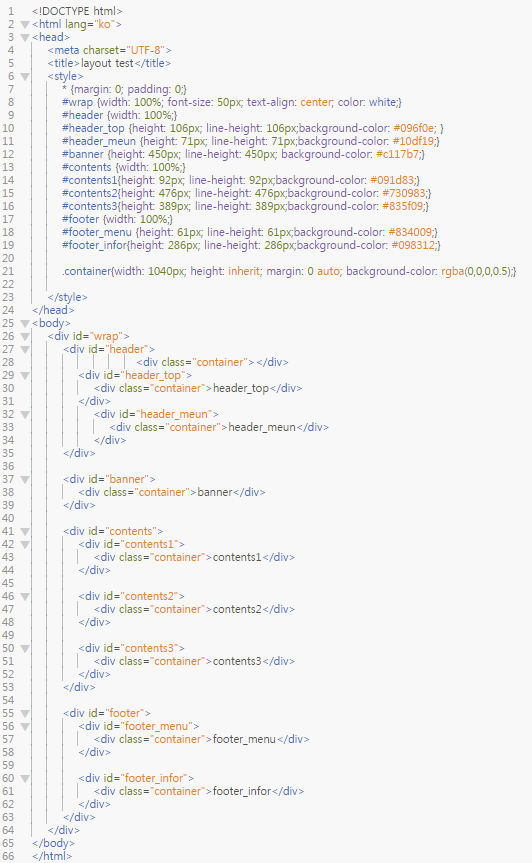 1 <!DOCTYPE html>
2 <html lang="ko">
3 <head>
4 <meta charset="UTF-8">
5 <title>layout test</title>
6 <style>
7 * {margin: 0; padding: 0;}
8 #wrap {width: 100%; font-size: 50px; text-align: center; color: white;}
9 #header {width: 100%;}
10 #header_top {height: 106px; line-height: 106px;background-color: #096f0e; }
11 #header_meun {height: 71px; line-height: 71px;background-color: #10df19;}
12 #banner {height: 450px; line-height: 450px; background-color: #c117b7;}
13 #contents {width: 100%;}
14 #contents1{height: 92px; line-height: 92px;background-color: #091d83;}
15 #contents2{height: 476px; line-height: 476px;background-color: #730983;}
16 #contents3{height: 389px; line-height: 389px;background-color: #835f09;}
17 #footer {width: 100%;}
18 #footer_menu {height: 61px; line-height: 61px;background-color: #834009;}
19 #footer_infor{height: 286px; line-height: 286px;background-color: #098312;}
20
21 .container{width: 1040px; height: inherit; margin: 0 auto; background-color: rgba(0,0,0,0.5);}
22
23 </style>
24 </head>
25 <body>
26 <div id="wrap">
27 <div id="header">
28 <div class="container"></div>
29 <div id="header_top">
30 <div class="container">header_top</div>
31 </div>
32 <div id="header_meun">
33 <div class="container">header_meun</div>
34 </div>
35 </div>
36
37 <div id="banner">
38 <div class="container">banner</div>
39 </div>
40
41 <div id="contents">
42 <div id="contents1">
43 <div class="container">contents1</div>
44 </div>
45
46 <div id="contents2">
47 <div class="container">contents2</div>
48 </div>
49
50 <div id="contents3">
51 <div class="container">contents3</div>
52 </div>
53 </div>
54
55 <div id="footer">
56 <div id="footer_menu">
57 <div class="container">footer_menu</div>
58 </div>
59
60 <div id="footer_infor">
61 <div class="container">footer_infor</div>
62 </div>
63 </div>
64 </div>
65 </body>
66 </html>